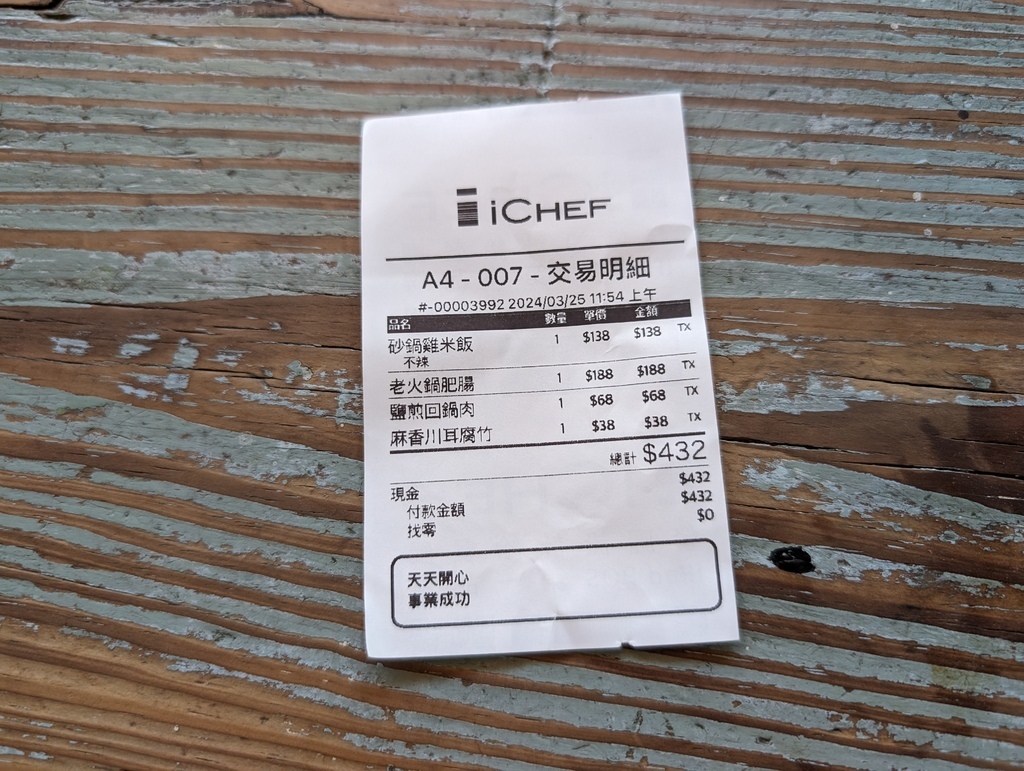 iCHEF
A4 - 007 - 交易明細
#-00003992 2024/03/25 11:54 上午
品名 數量 單價 金額
砂鍋雞米飯 1 $138 $138 TX
不辣
老火鍋肥腸 1 $188 $188 TX
鹽煎回鍋肉 1 $68 $68 TX
麻香川耳腐竹 1 $38 $38 TX
總計 $432
現金 $432
付款金額 $432
找零 $0
天天開心
事業成功